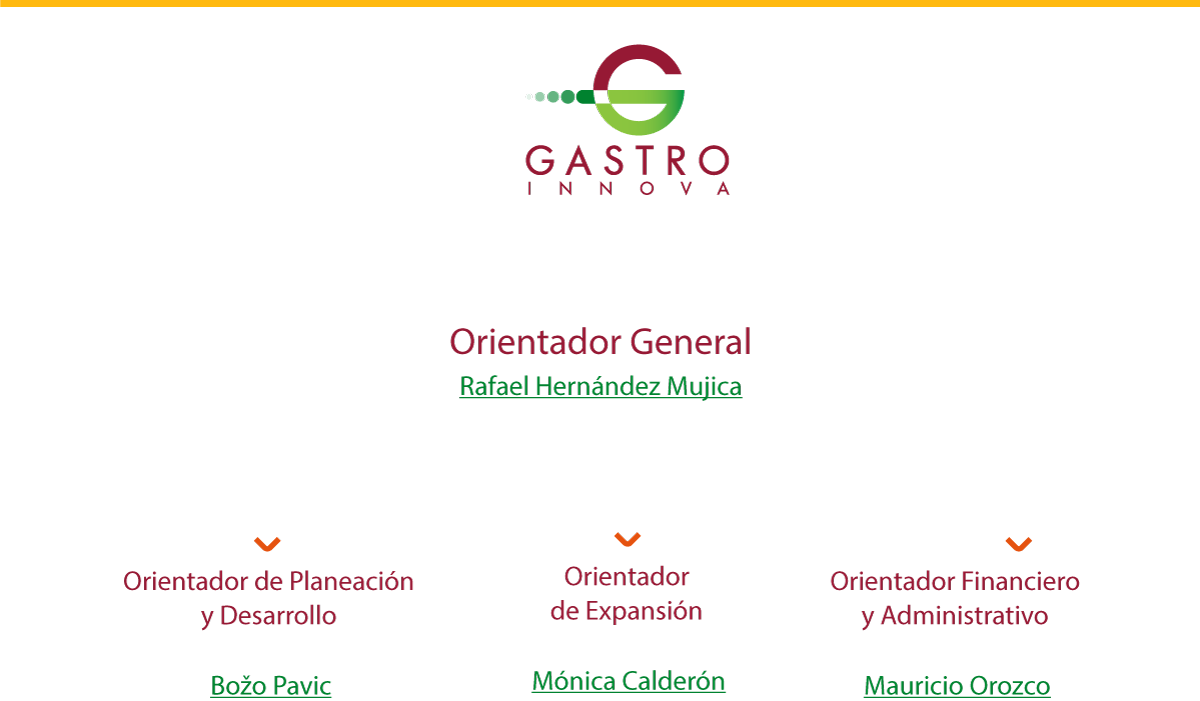 GASTRO
INNOVA
Orientador General
Rafael Hernández Mujica
Orientador de Planeación
y Desarrollo
Božo Pavic
Orientador
de Expansión
Mónica Calderón
Orientador Financiero
y Administrativo
Mauricio Orozco